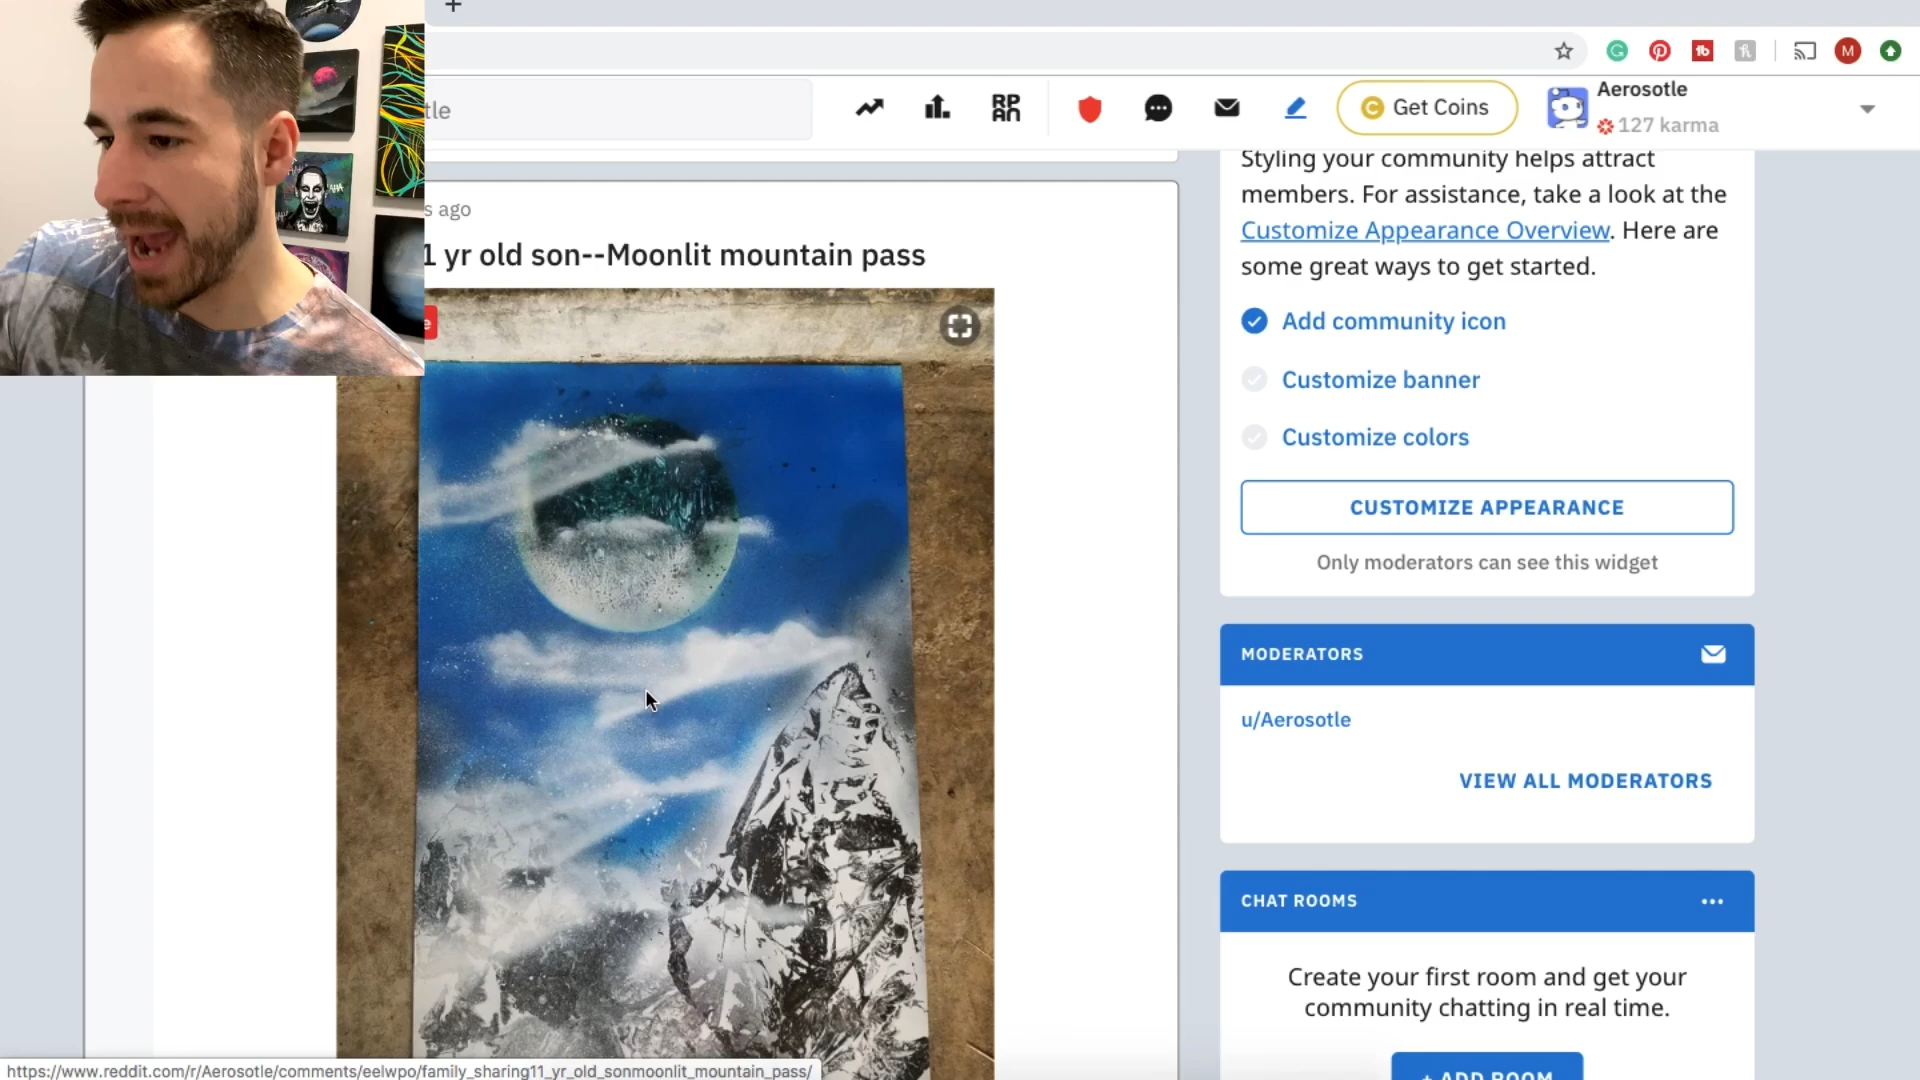 tle
Get Coins
Aerosotle
127 karma
s ago
1 yr old son--Moonlit mountain pass
Styling your community helps attract
members. For assistance, take a look at the
Customize Appearance Overview. Here are
some great ways to get started.
Add community icon
Customize banner
Customize colors
CUSTOMIZE APPEARANCE
Only moderators can see this widget
MODERATORS
u/Aerosotle
VIEW ALL MODERATORS
CHAT ROOMS
Create your first room and get your
community chatting in real time.
+ ADD ROOM
https://www.reddit.com/r/Aerosotle/comments/eelwpo/family_sharing11_yr_old_sonmoonlit_mountain_pass/